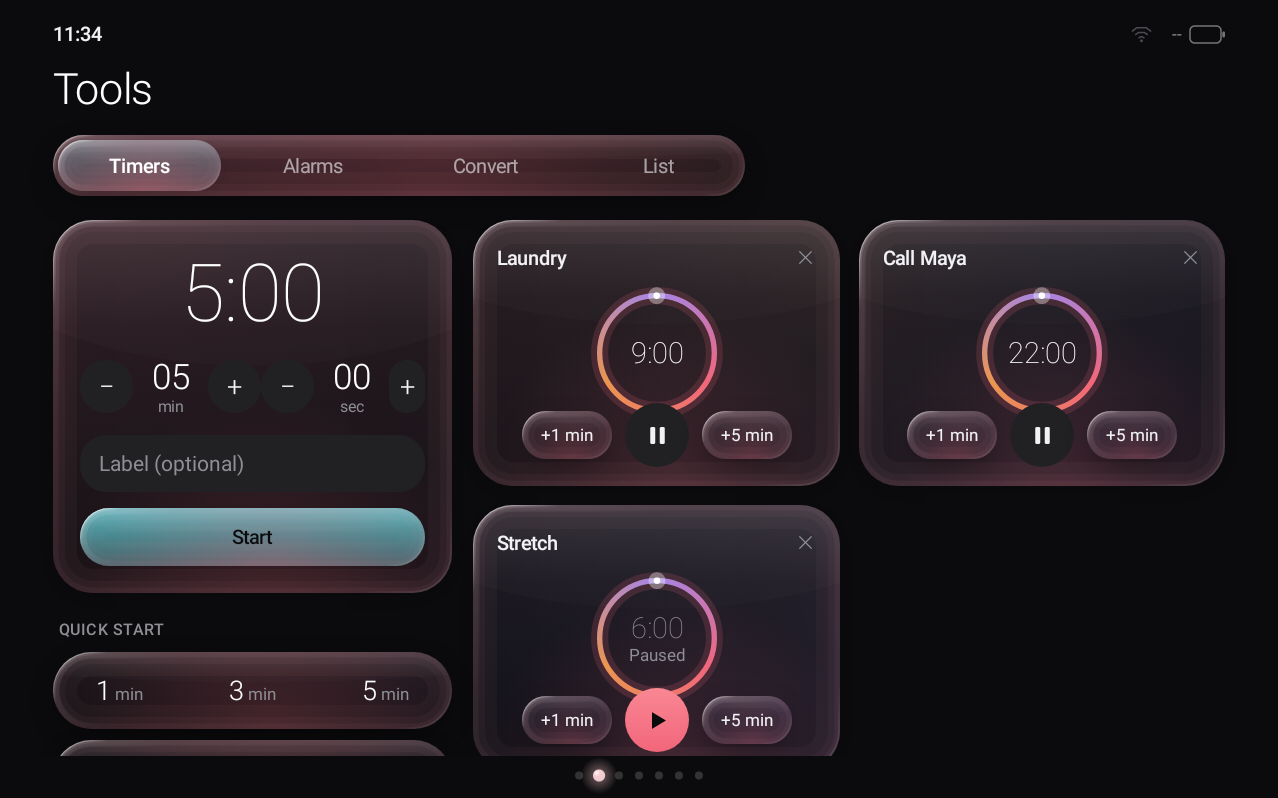 11:34
--
Tools
Timers Alarms Convert List
5:00
− 05 + − 00 +
min sec
Label (optional)
Start
QUICK START
1 min 3 min 5 min
Laundry
9:00
+1 min +5 min
Call Maya
22:00
+1 min +5 min
Stretch
6:00
Paused
+1 min +5 min